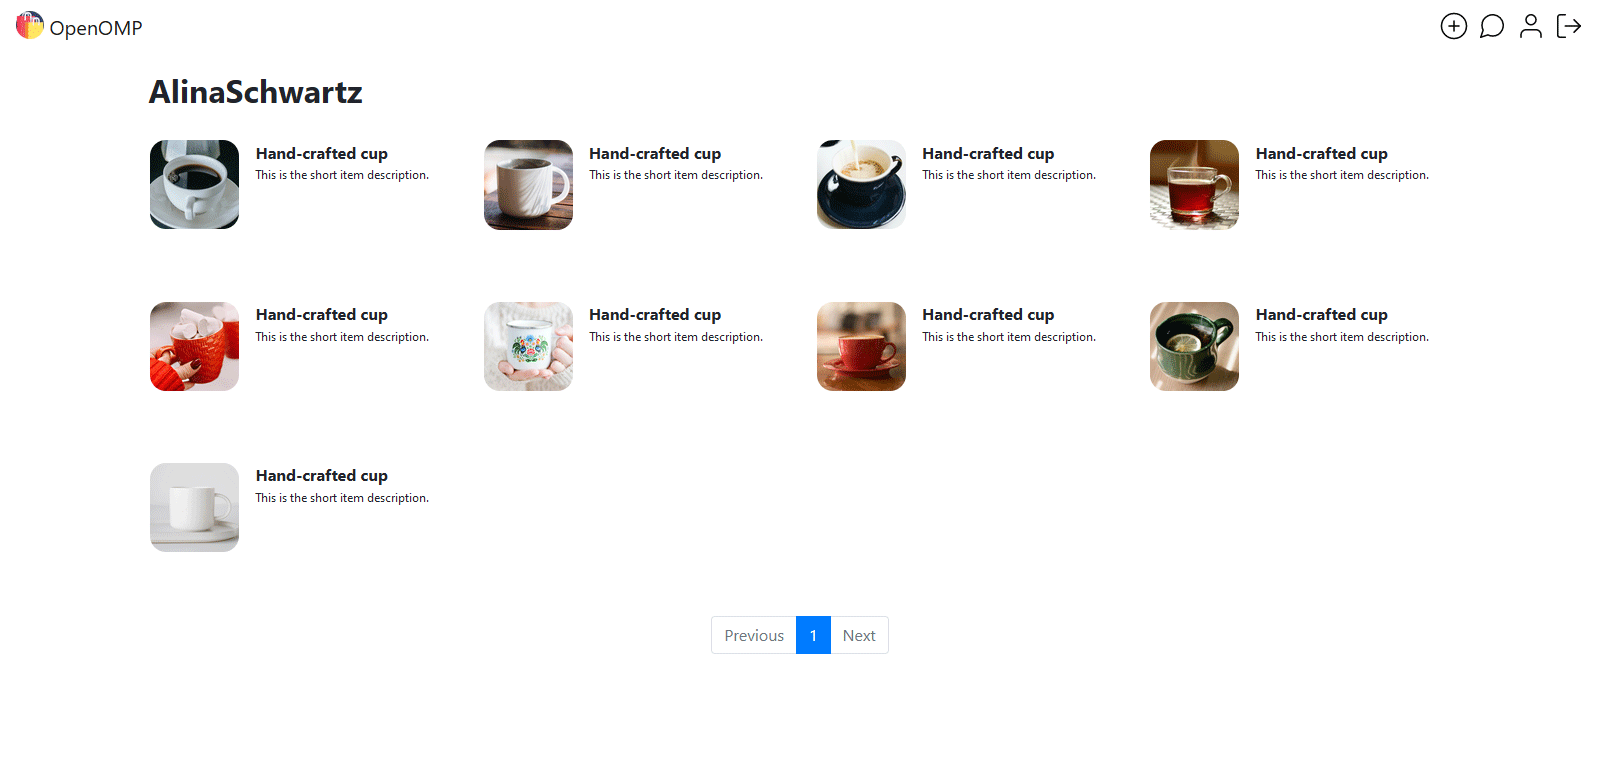 OpenOMP
AlinaSchwartz
Hand-crafted cup
This is the short item description.
Hand-crafted cup
This is the short item description.
Hand-crafted cup
This is the short item description.
Hand-crafted cup
This is the short item description.
Hand-crafted cup
This is the short item description.
Hand-crafted cup
This is the short item description.
Hand-crafted cup
This is the short item description.
Hand-crafted cup
This is the short item description.
Hand-crafted cup
This is the short item description.
Previous 1 Next